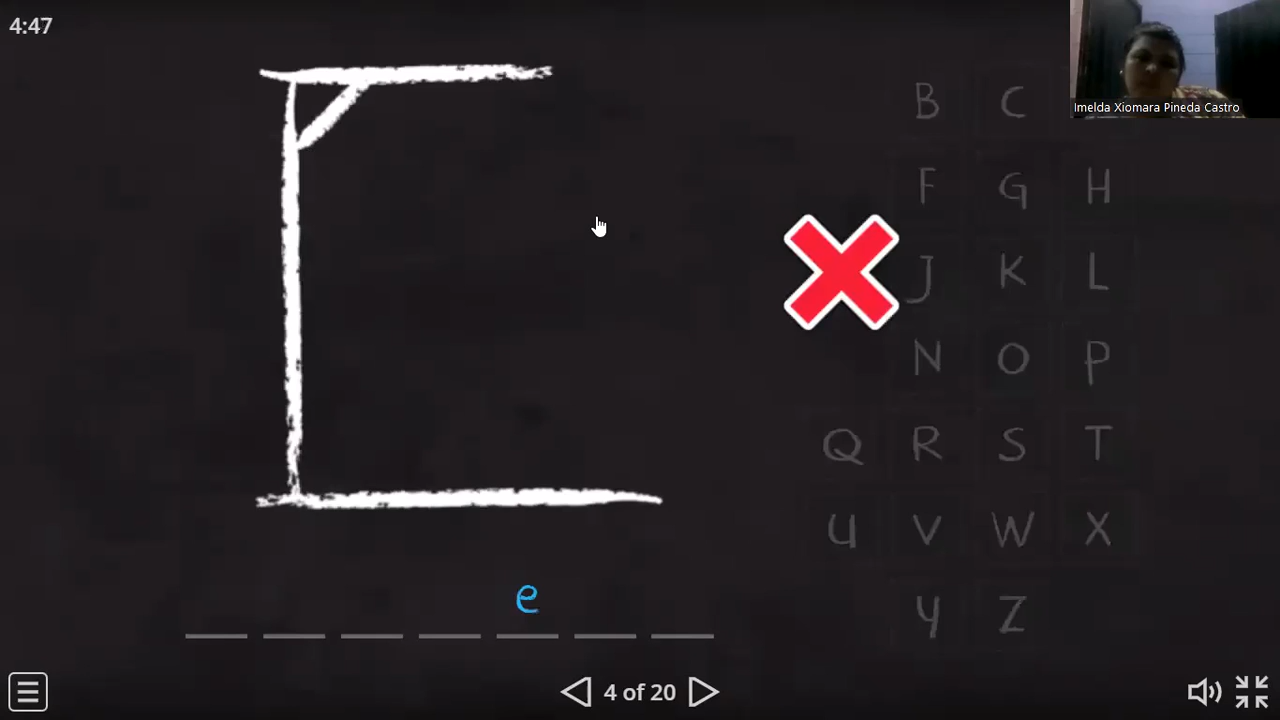 4:47
B C
Imelda Xiomara Pineda Castro
F G H
J K L
N O P
Q R S T
U V W X
Y Z
e
4 of 20